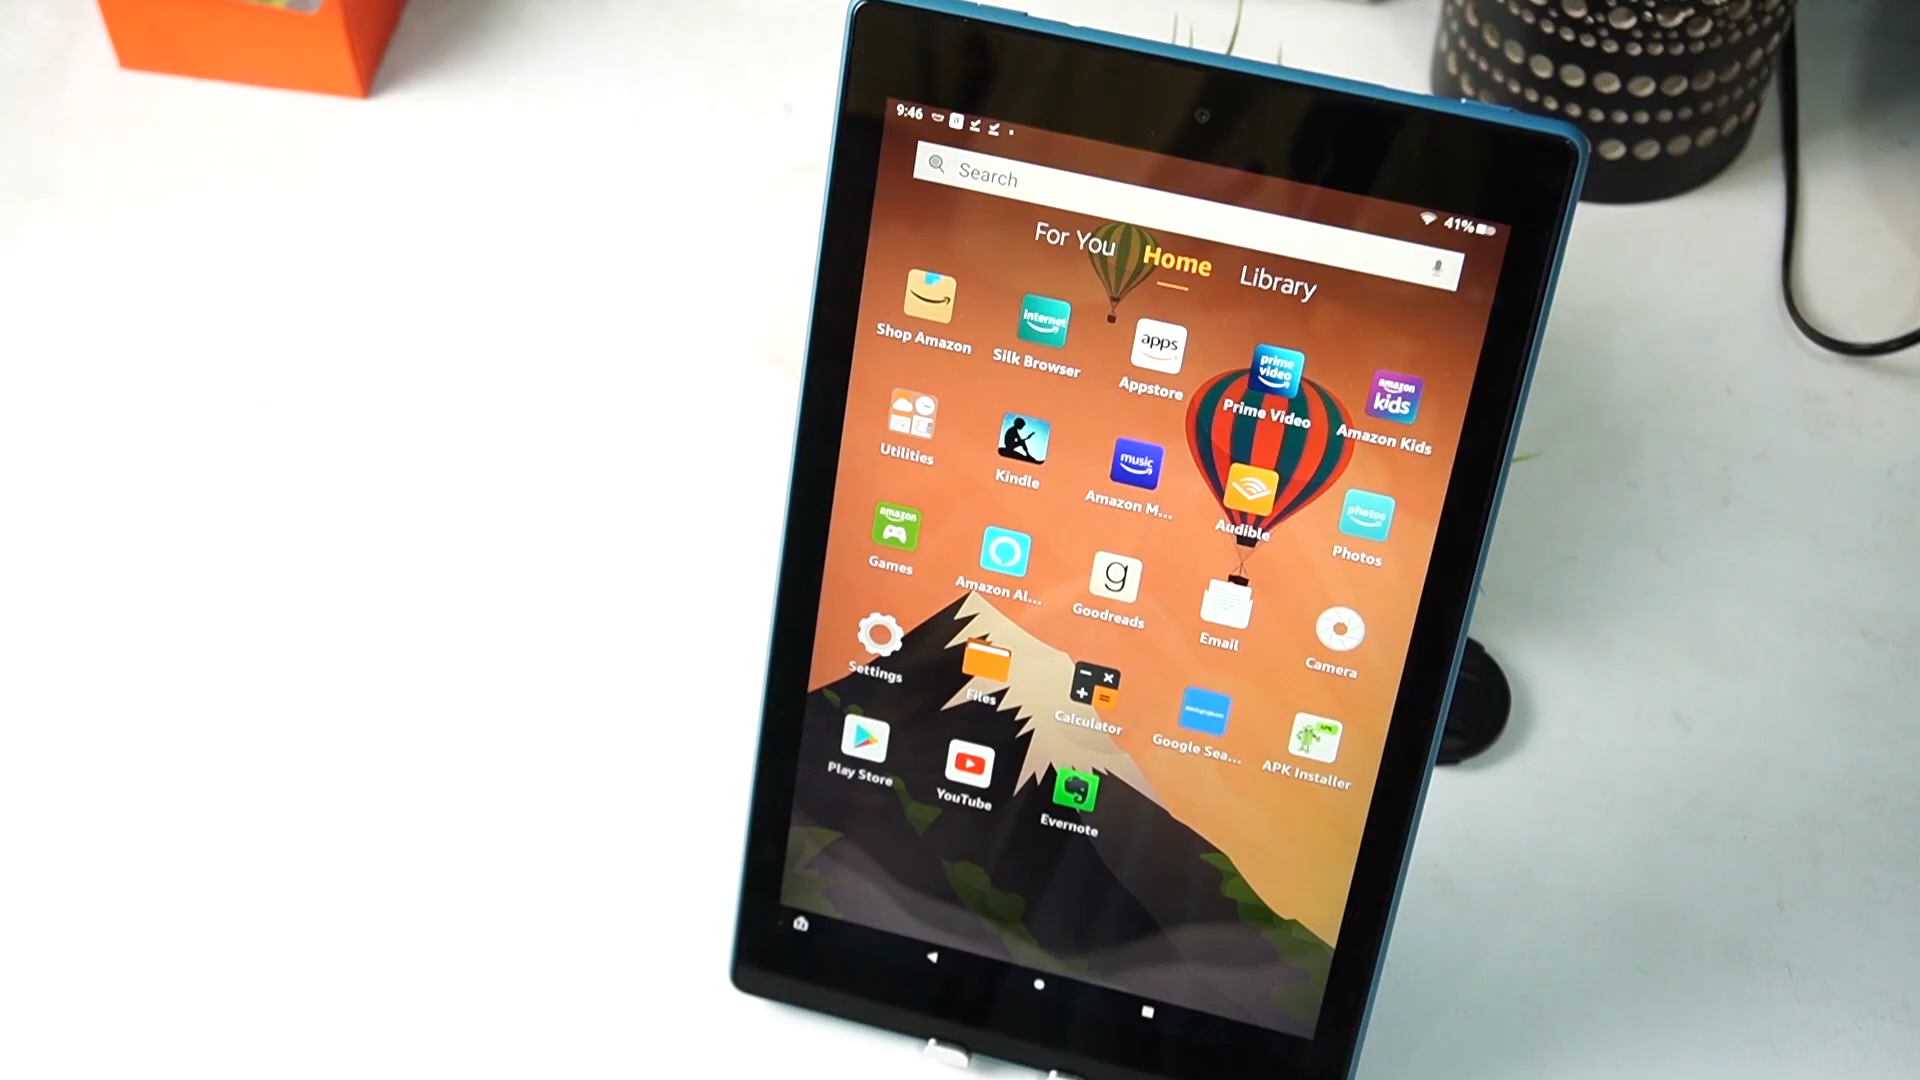 9:46
41%
Search
For You Home Library
internet
apps
prime video
amazon kids
Shop Amazon Silk Browser Appstore Prime Video Amazon Kids
music
photos
Utilities Kindle Amazon M... Audible Photos
amazon
g
Games Amazon Al... Goodreads Email Camera
APK
Settings Files Calculator Google Sea... APK Installer
Play Store YouTube Evernote